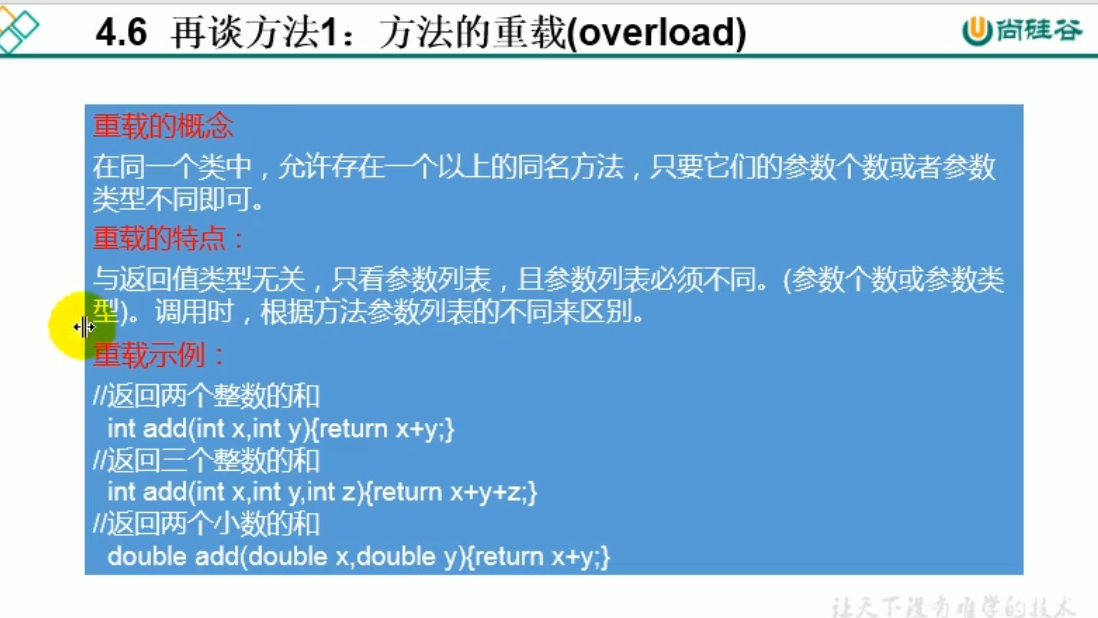 4.6 再谈方法1：方法的重载(overload)
尚硅谷
重载的概念
在同一个类中，允许存在一个以上的同名方法，只要它们的参数个数或者参数
类型不同即可。
重载的特点：
与返回值类型无关，只看参数列表，且参数列表必须不同。(参数个数或参数类
型)。调用时，根据方法参数列表的不同来区别。
重载示例：
//返回两个整数的和
int add(int x,int y){return x+y;}
//返回三个整数的和
int add(int x,int y,int z){return x+y+z;}
//返回两个小数的和
double add(double x,double y){return x+y;}
让天下没有难学的技术